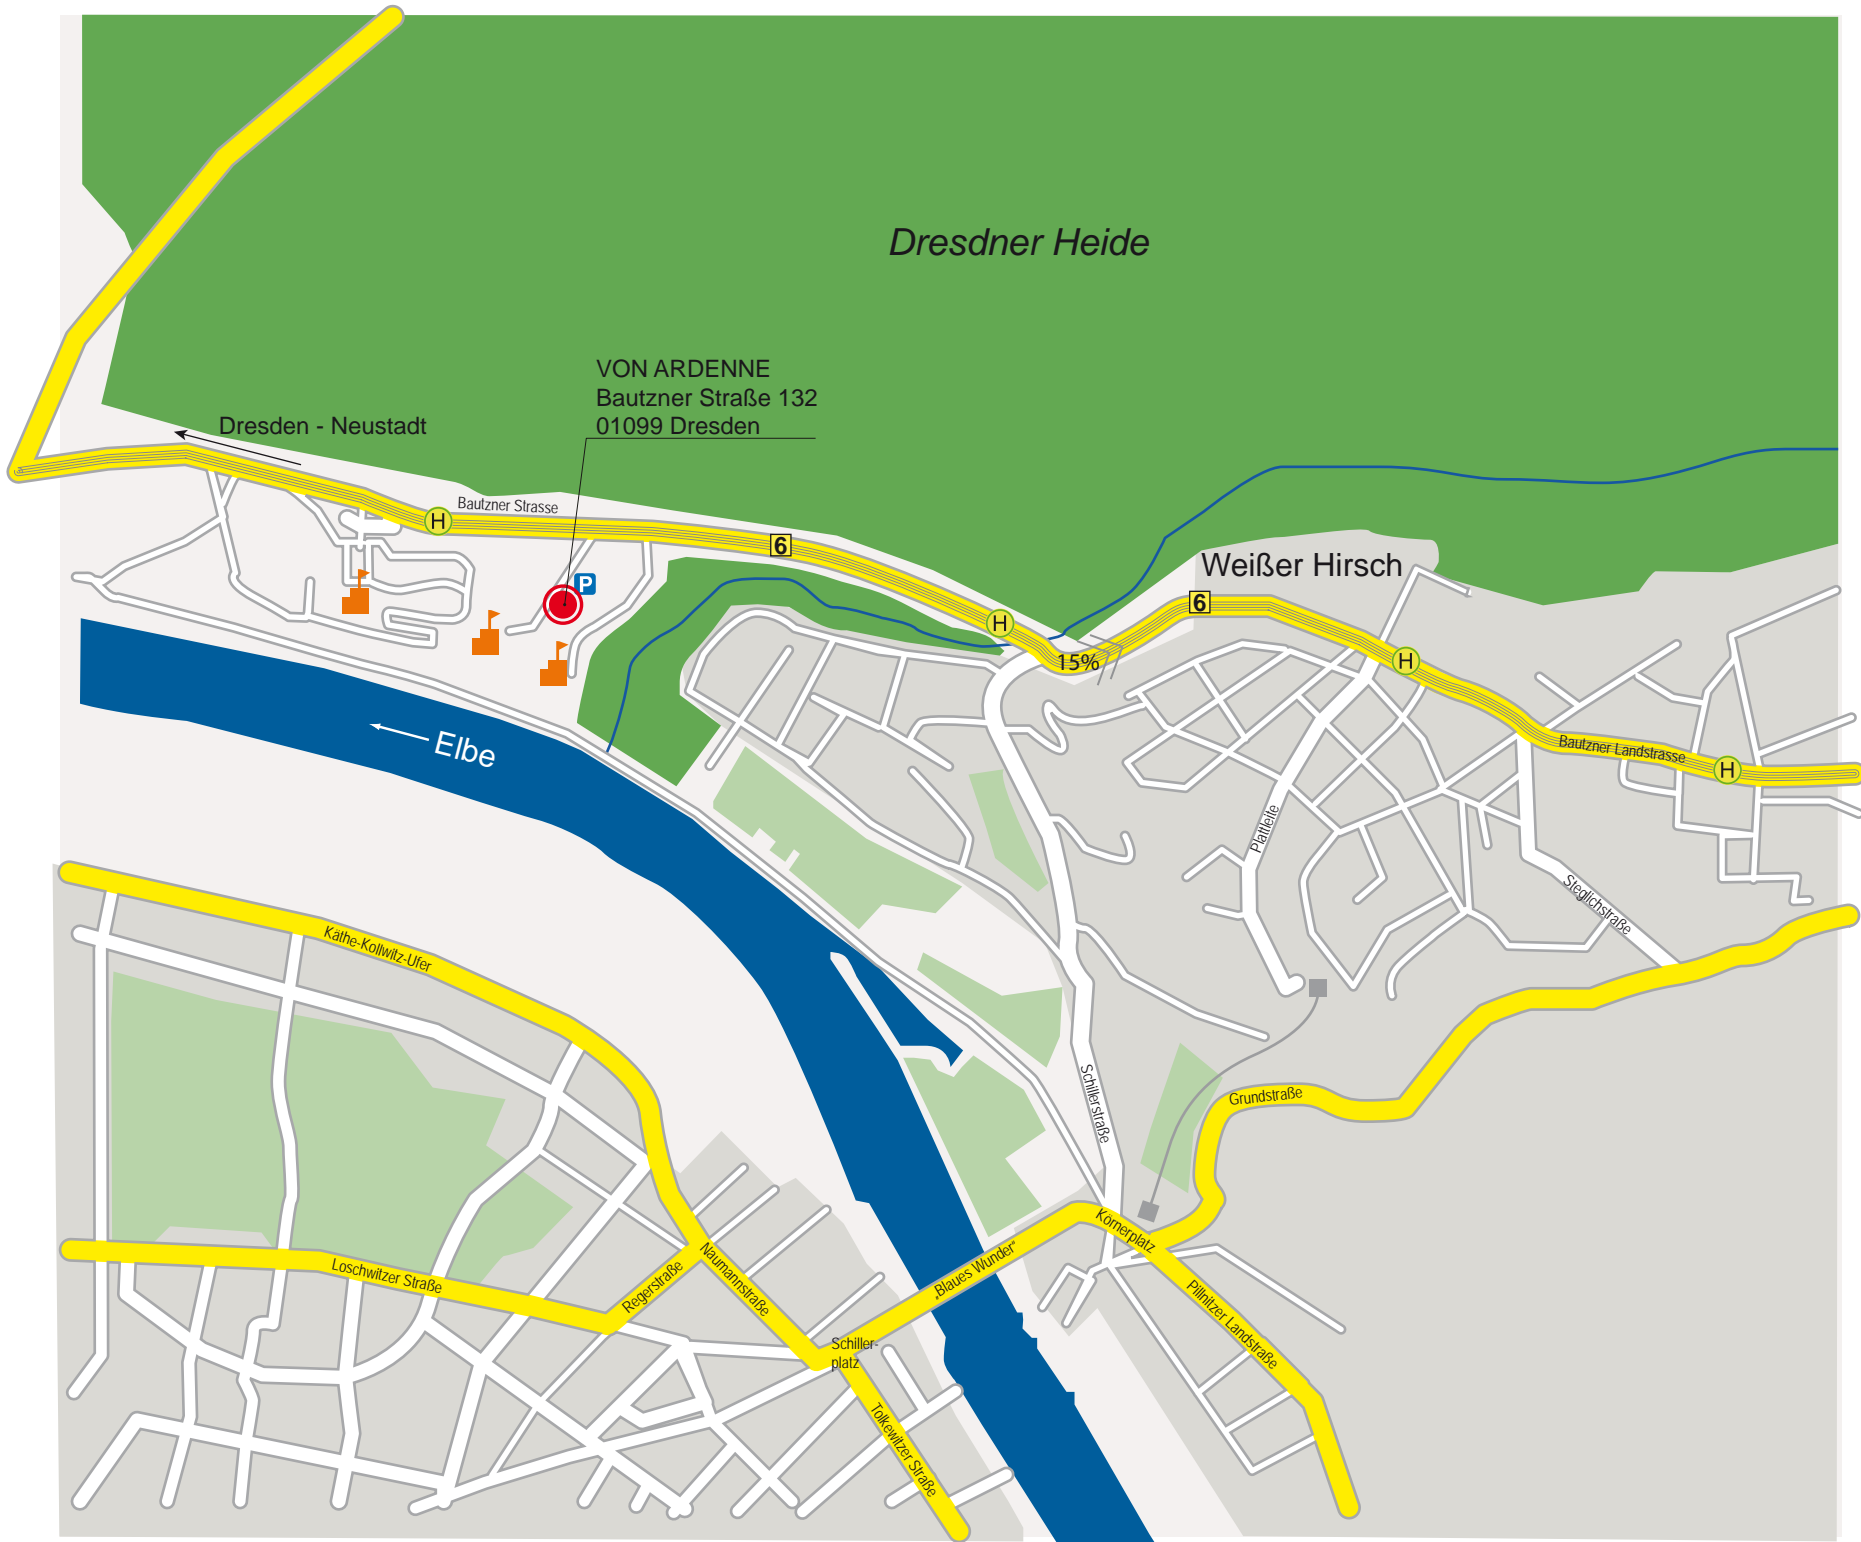 Dresdner Heide
VON ARDENNE
Bautzner Straße 132
01099 Dresden
Dresden - Neustadt
Bautzner Strasse
H
6
P
H
15%
Weißer Hirsch
6
H
Bautzner Landstrasse
H
Elbe
Plattleite
Steglichstraße
Käthe-Kollwitz-Ufer
Schillerstraße
Grundstraße
Körnerplatz
„Blaues Wunder“
Pillnitzer Landstraße
Loschwitzer Straße
Regerstraße
Naumannstraße
Schiller-
platz
Tolkewitzer Straße